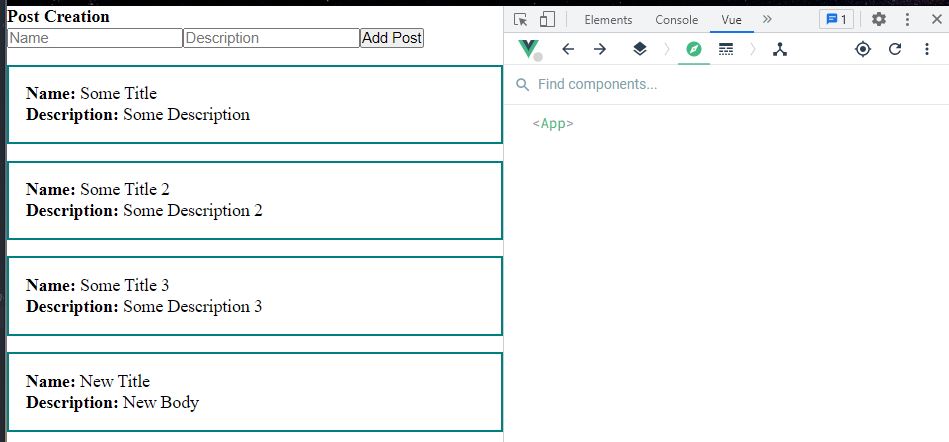 Post Creation
Name Description Add Post
Name: Some Title
Description: Some Description
Name: Some Title 2
Description: Some Description 2
Name: Some Title 3
Description: Some Description 3
Name: New Title
Description: New Body
Elements Console Vue » 1
Find components...
<App>